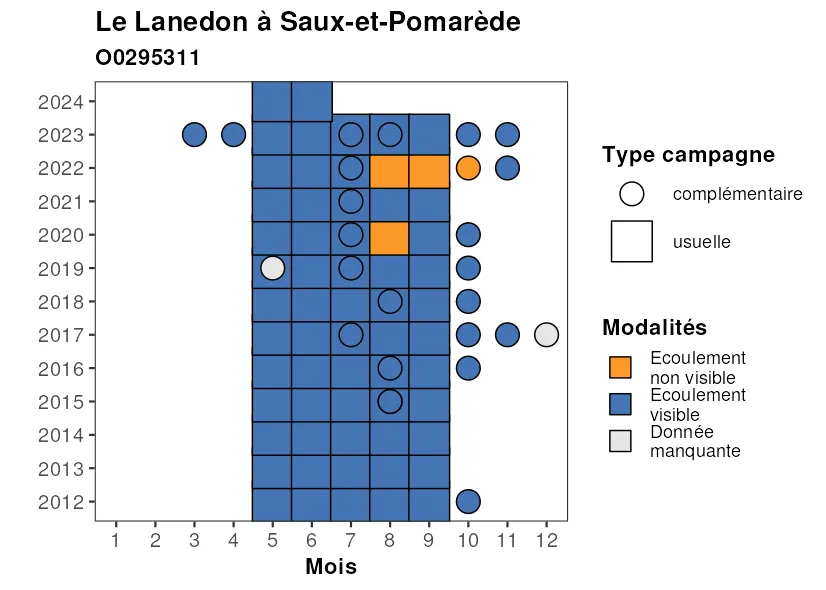 Le Lanedon à Saux-et-Pomarède
O0295311
2024
2023
2022
2021
2020
2019
2018
2017
2016
2015
2014
2013
2012
1 2 3 4 5 6 7 8 9 10 11 12
Mois
Type campagne
complémentaire
usuelle
Modalités
Ecoulement
non visible
Ecoulement
visible
Donnée
manquante